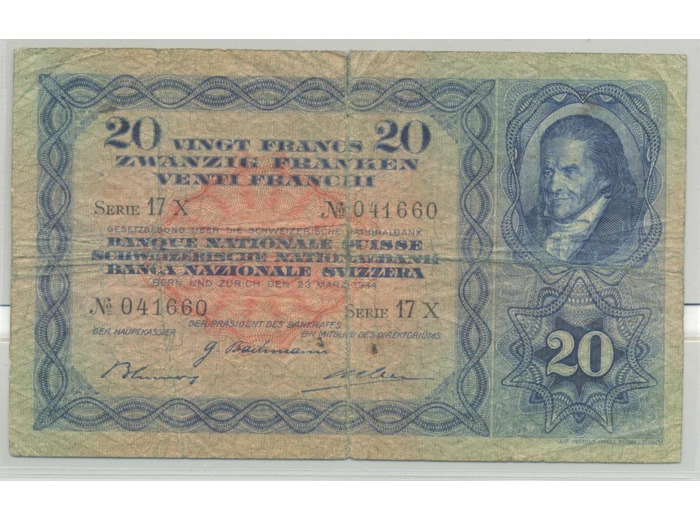 20 VINGT FRANCS 20
ZWANZIG FRANKEN
VENTI FRANCHI
SERIE 17 X № 041660
GESETZGEBUNG ÜBER DIE SCHWEIZERISCHE NATIONALBANK
BANQUE NATIONALE SUISSE
SCHWEIZERISCHE NATIONALBANK
BANCA NAZIONALE SVIZZERA
BERN UND ZÜRICH DEN 23 MÄRZ 1944
№ 041660 SERIE 17 X
DER HAUPTKASSIER DER PRÄSIDENT DES BANKRATES EIN MITGLIED DES DIREKTORIUMS
G. Bachmann
20